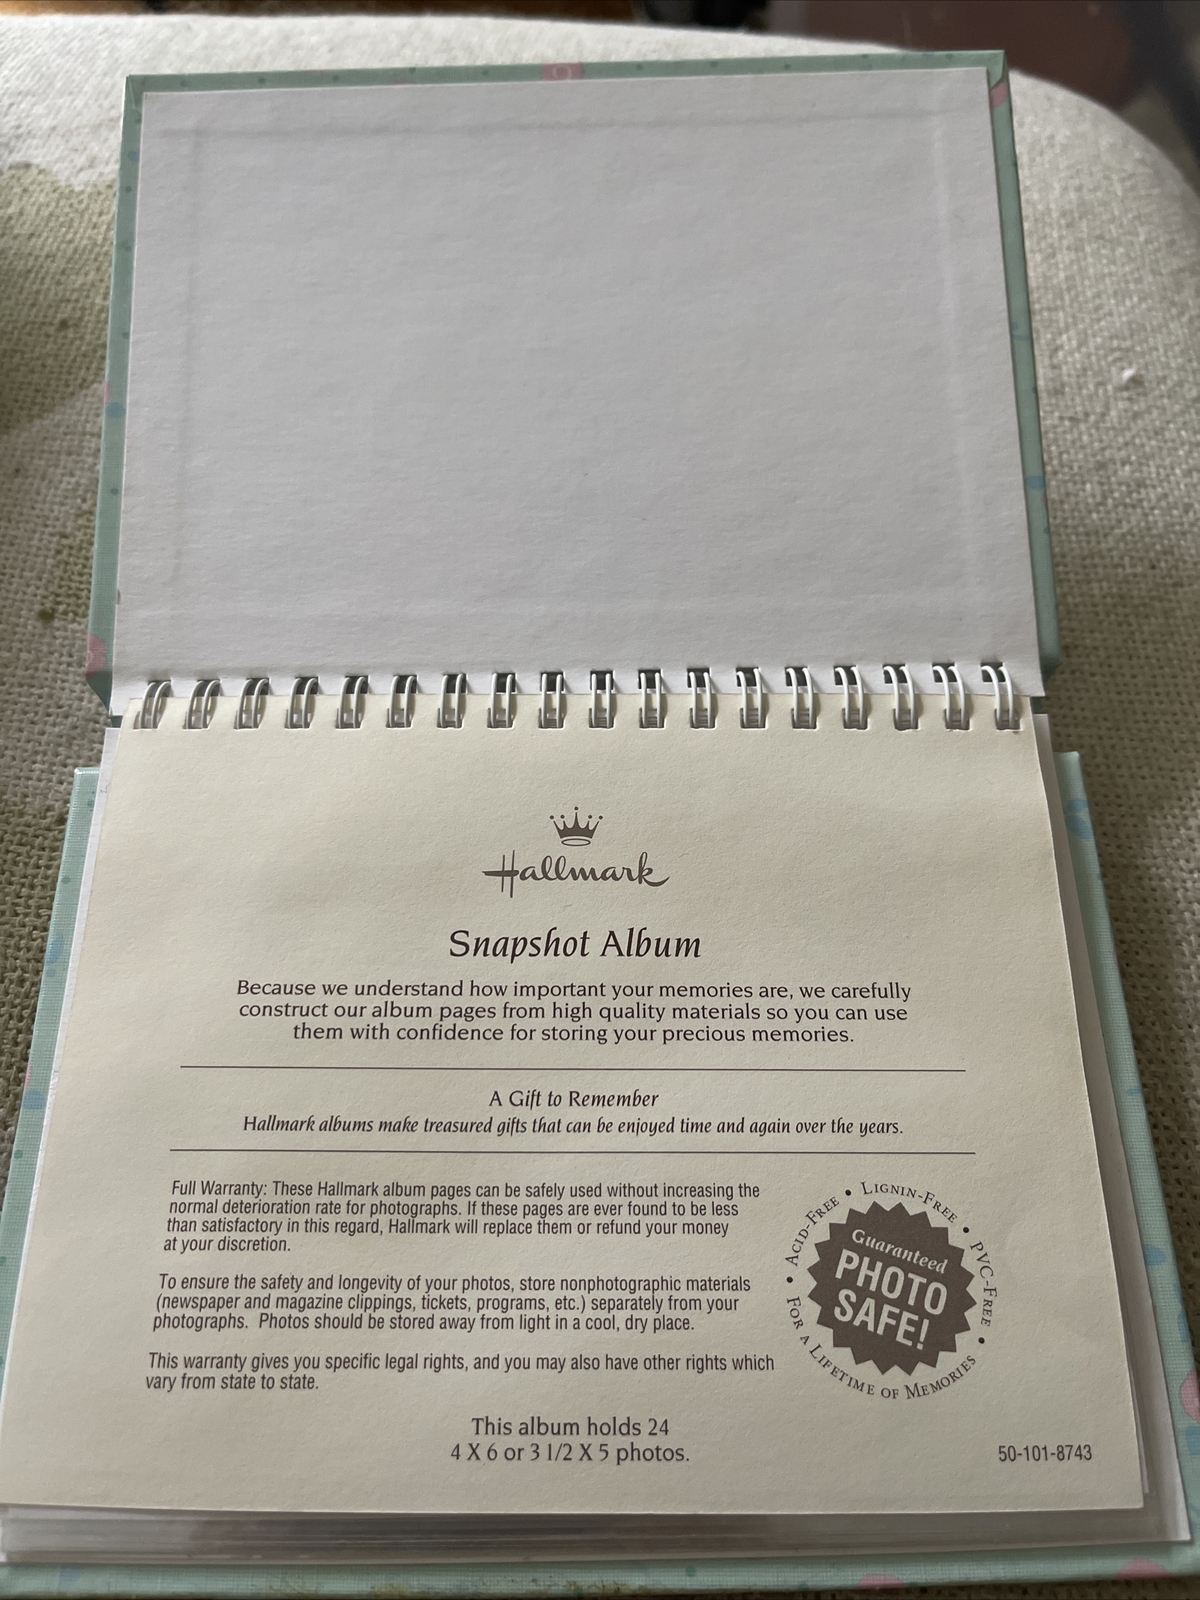 Hallmark
Snapshot Album
Because we understand how important your memories are, we carefully
construct our album pages from high quality materials so you can use
them with confidence for storing your precious memories.
A Gift to Remember
Hallmark albums make treasured gifts that can be enjoyed time and again over the years.
Full Warranty: These Hallmark album pages can be safely used without increasing the
normal deterioration rate for photographs. If these pages are ever found to be less
than satisfactory in this regard, Hallmark will replace them or refund your money
at your discretion.
To ensure the safety and longevity of your photos, store nonphotographic materials
(newspaper and magazine clippings, tickets, programs, etc.) separately from your
photographs. Photos should be stored away from light in a cool, dry place.
This warranty gives you specific legal rights, and you may also have other rights which
vary from state to state.
• Acid-Free • Lignin-Free • PVC-Free •
For a Lifetime of Memories
Guaranteed
PHOTO
SAFE!
This album holds 24
4 X 6 or 3 1/2 X 5 photos.
50-101-8743